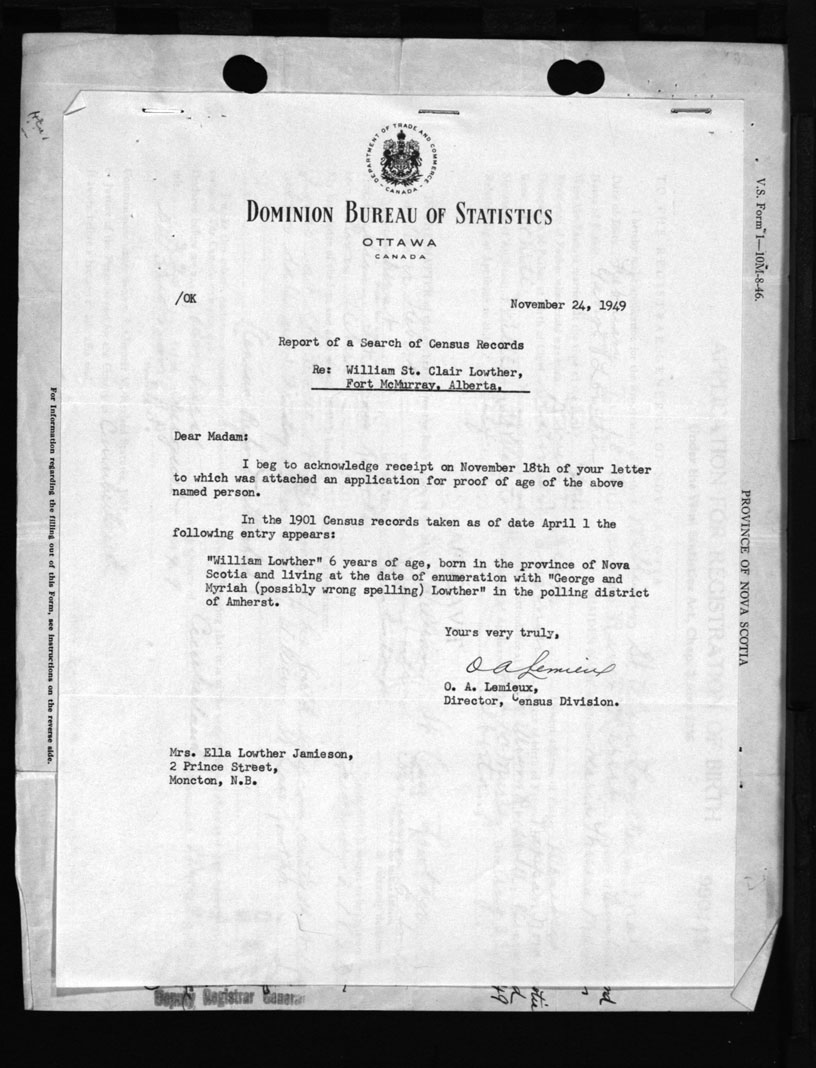 DEPARTMENT OF TRADE AND COMMERCE
CANADA
DOMINION BUREAU OF STATISTICS
OTTAWA
CANADA
/OK
November 24, 1949
Report of a Search of Census Records
Re: William St. Clair Lowther,
Fort McMurray, Alberta.
Dear Madam:
I beg to acknowledge receipt on November 18th of your letter
to which was attached an application for proof of age of the above
named person.
In the 1901 Census records taken as of date April 1 the
following entry appears:
"William Lowther" 6 years of age, born in the province of Nova
Scotia and living at the date of enumeration with "George and
Myriah (possibly wrong spelling) Lowther" in the polling district
of Amherst.
Yours very truly,
O A Lemieux
O. A. Lemieux,
Director, Census Division.
Mrs. Ella Lowther Jamieson,
2 Prince Street,
Moncton, N.B.
V.S. Form 1—10M-8-46.
PROVINCE OF NOVA SCOTIA
For Information regarding the filling out of this Form, see instructions on the reverse side.
Deputy Registrar General